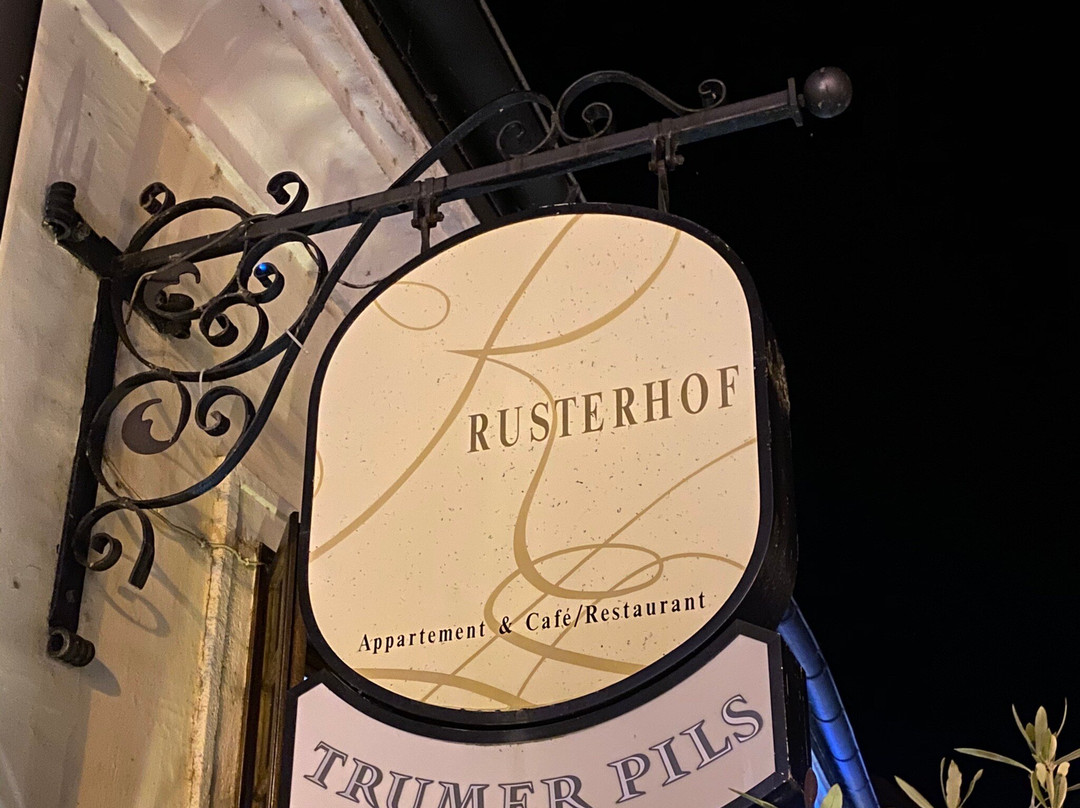 RUSTERHOF
Appartement & Café/Restaurant
TRUMER PILS